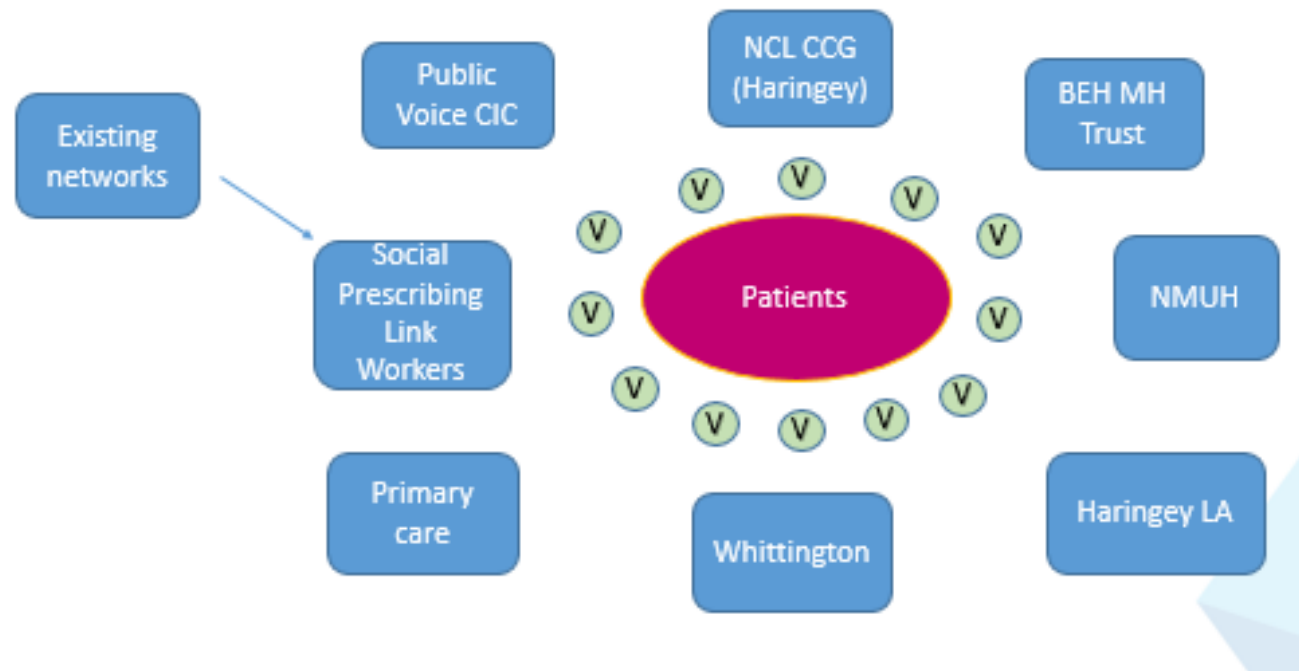 NCL CCG
(Haringey)
Public
Voice CIC
BEH MH
Trust
Existing
networks
V
V
V
V
V
Social
Prescribing
Link
Workers
Patients
NMUH
V
V
V
V
V
V
V
Primary
care
Haringey LA
Whittington